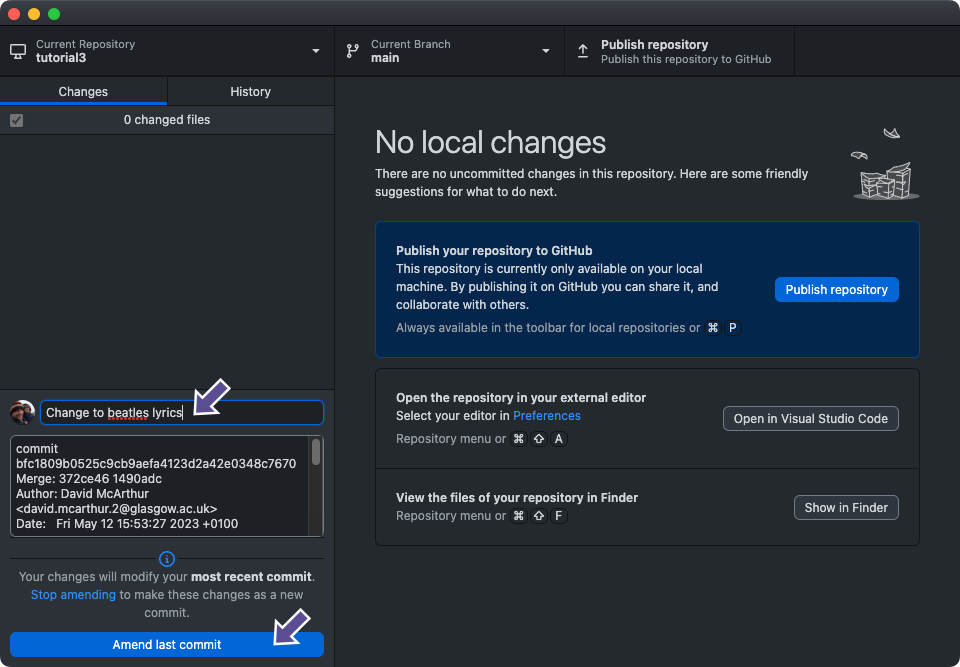 Current Repository
tutorial3
Current Branch
main
Publish repository
Publish this repository to GitHub
Changes
History
0 changed files
No local changes
There are no uncommitted changes in this repository. Here are some friendly
suggestions for what to do next.
Publish your repository to GitHub
This repository is currently only available on your local
machine. By publishing it on GitHub you can share it, and
collaborate with others.
Always available in the toolbar for local repositories or ⌘ P
Publish repository
Open the repository in your external editor
Select your editor in Preferences
Repository menu or ⌘ ⇧ A
Open in Visual Studio Code
View the files of your repository in Finder
Repository menu or ⌘ ⇧ F
Show in Finder
Change to beatles lyrics
commit
bfc1809b0525c9cb9aefa4123d2a42e0348c7670
Merge: 372ce46 1490adc
Author: David McArthur
<david.mcarthur.2@glasgow.ac.uk>
Date:   Fri May 12 15:53:27 2023 +0100
Your changes will modify your most recent commit.
Stop amending to make these changes as a new
commit.
Amend last commit